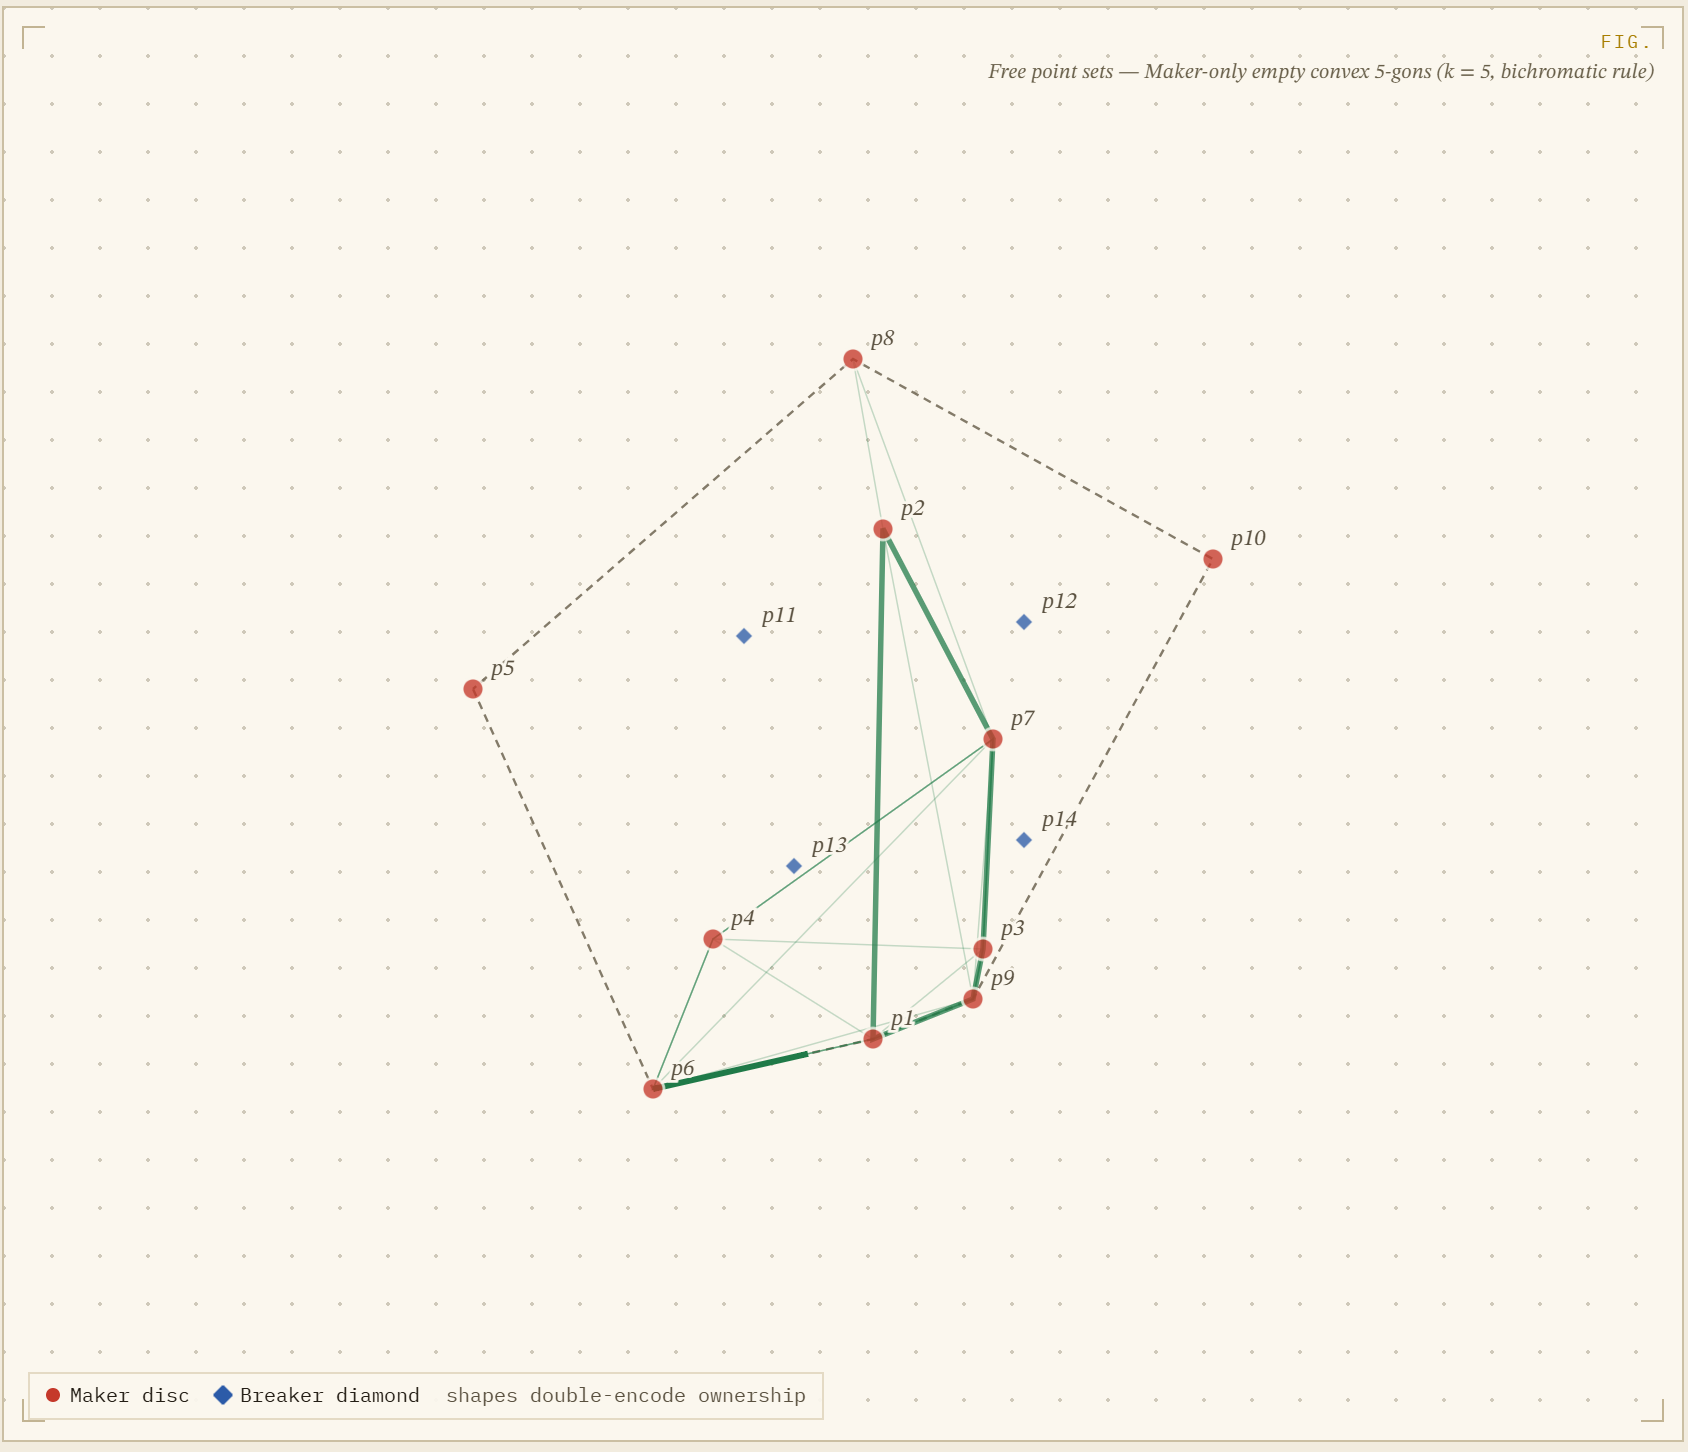 FIG.
Free point sets — Maker-only empty convex 5-gons (k = 5, bichromatic rule)
p8
p2
p10
p12
p11
p5
p7
p14
p13
p4
p3
p9
p1
p6
Maker disc Breaker diamond shapes double-encode ownership